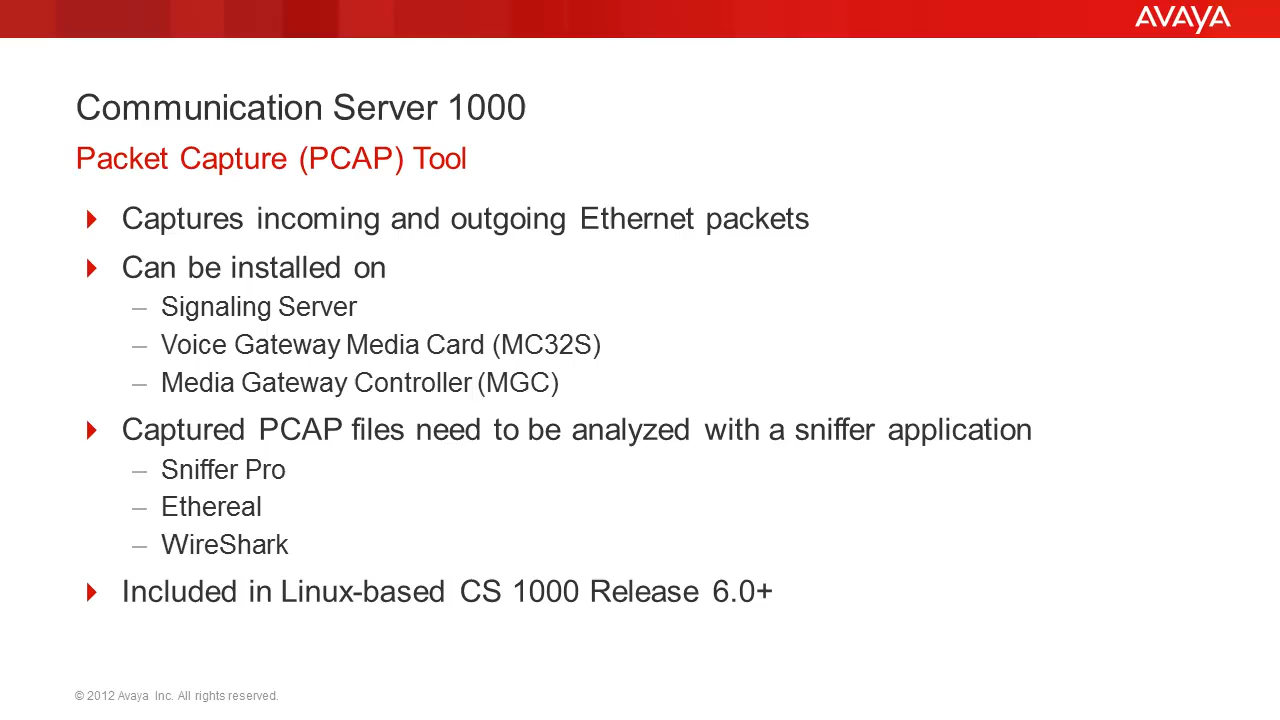 AVAYA
Communication Server 1000
Packet Capture (PCAP) Tool
Captures incoming and outgoing Ethernet packets
Can be installed on
– Signaling Server
– Voice Gateway Media Card (MC32S)
– Media Gateway Controller (MGC)
Captured PCAP files need to be analyzed with a sniffer application
– Sniffer Pro
– Ethereal
– WireShark
Included in Linux-based CS 1000 Release 6.0+
© 2012 Avaya Inc. All rights reserved.